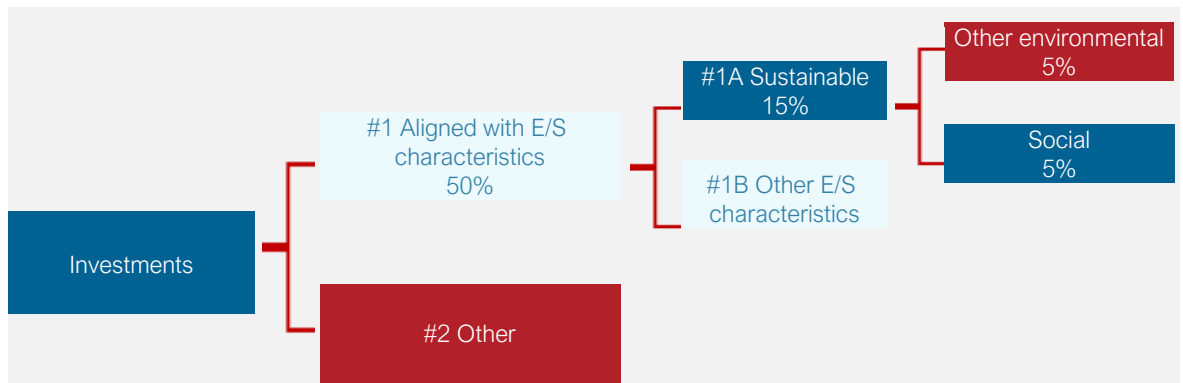 Investments
#1 Aligned with E/S
characteristics
50%
#2 Other
#1A Sustainable
15%
#1B Other E/S
characteristics
Other environmental
5%
Social
5%